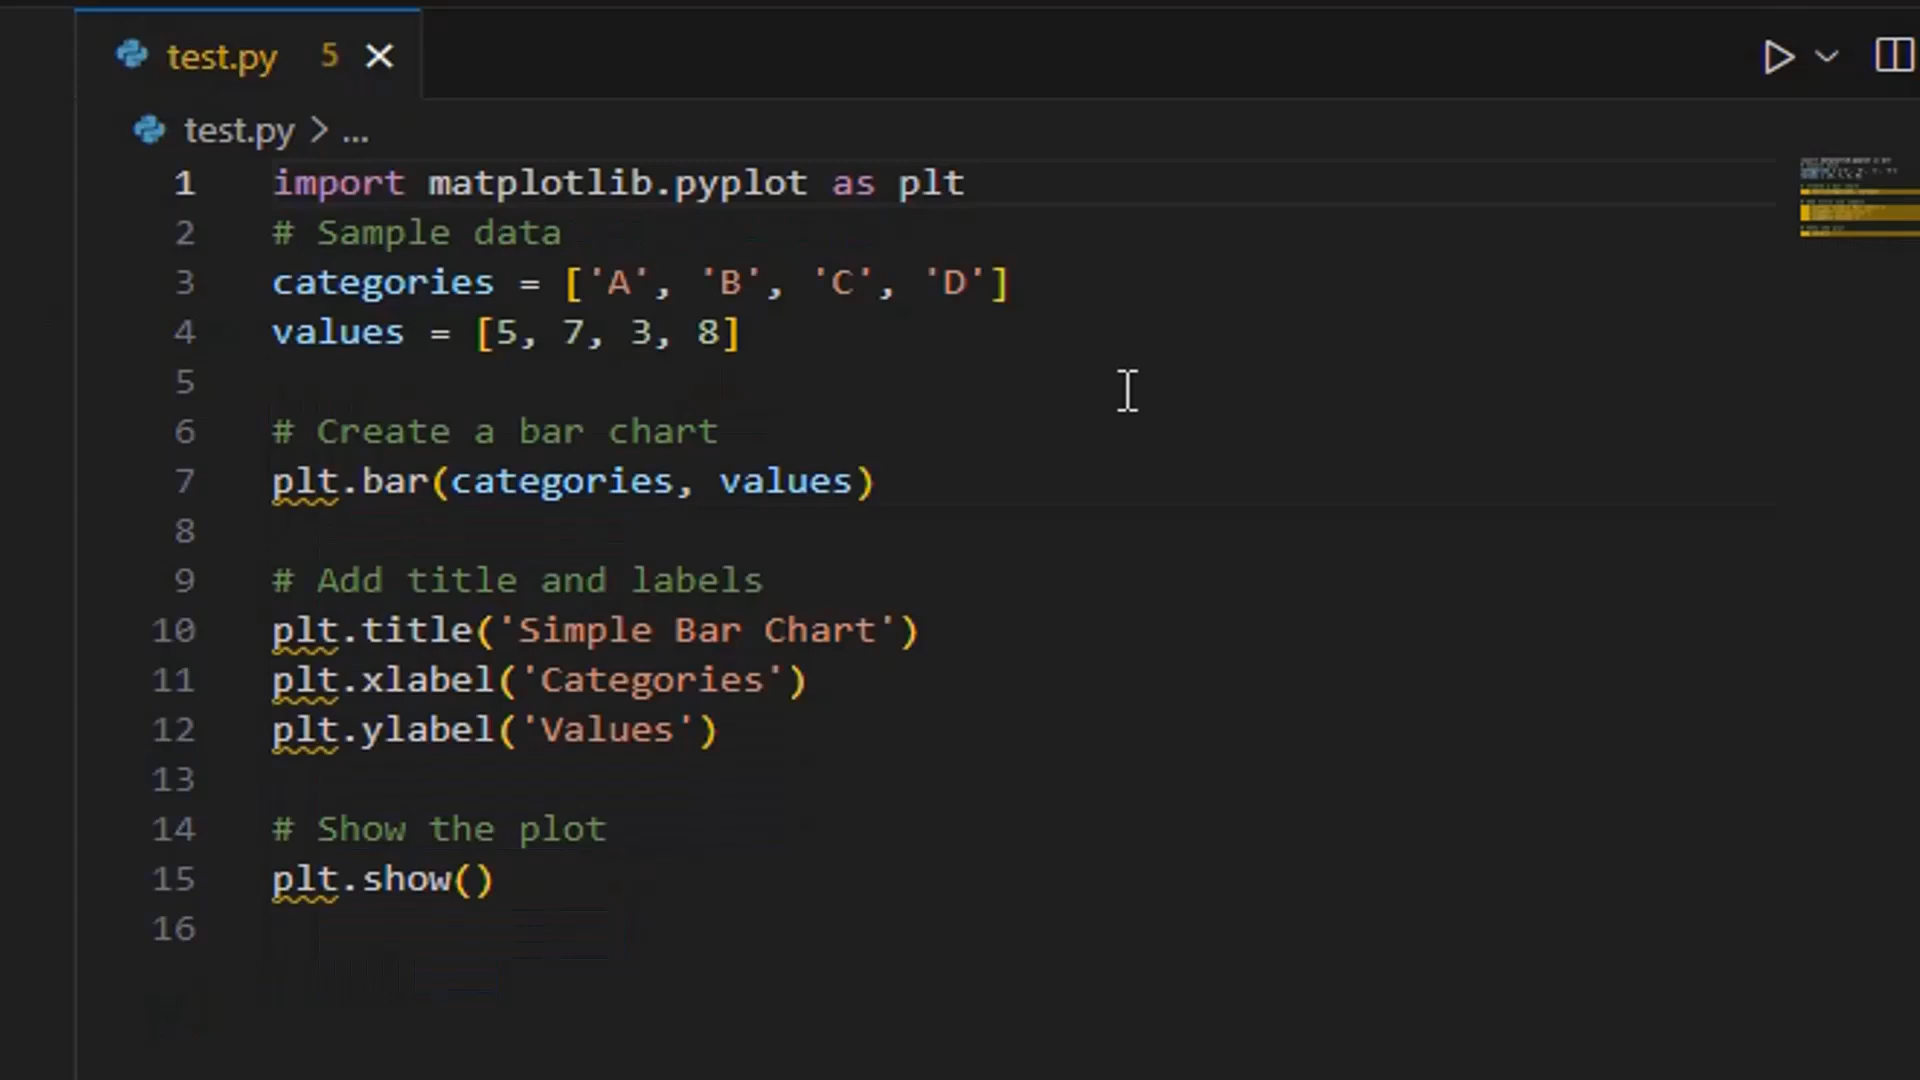 test.py 5
test.py > ...
1 import matplotlib.pyplot as plt
2 # Sample data
3 categories = ['A', 'B', 'C', 'D']
4 values = [5, 7, 3, 8]
5
6 # Create a bar chart
7 plt.bar(categories, values)
8
9 # Add title and labels
10 plt.title('Simple Bar Chart')
11 plt.xlabel('Categories')
12 plt.ylabel('Values')
13
14 # Show the plot
15 plt.show()
16